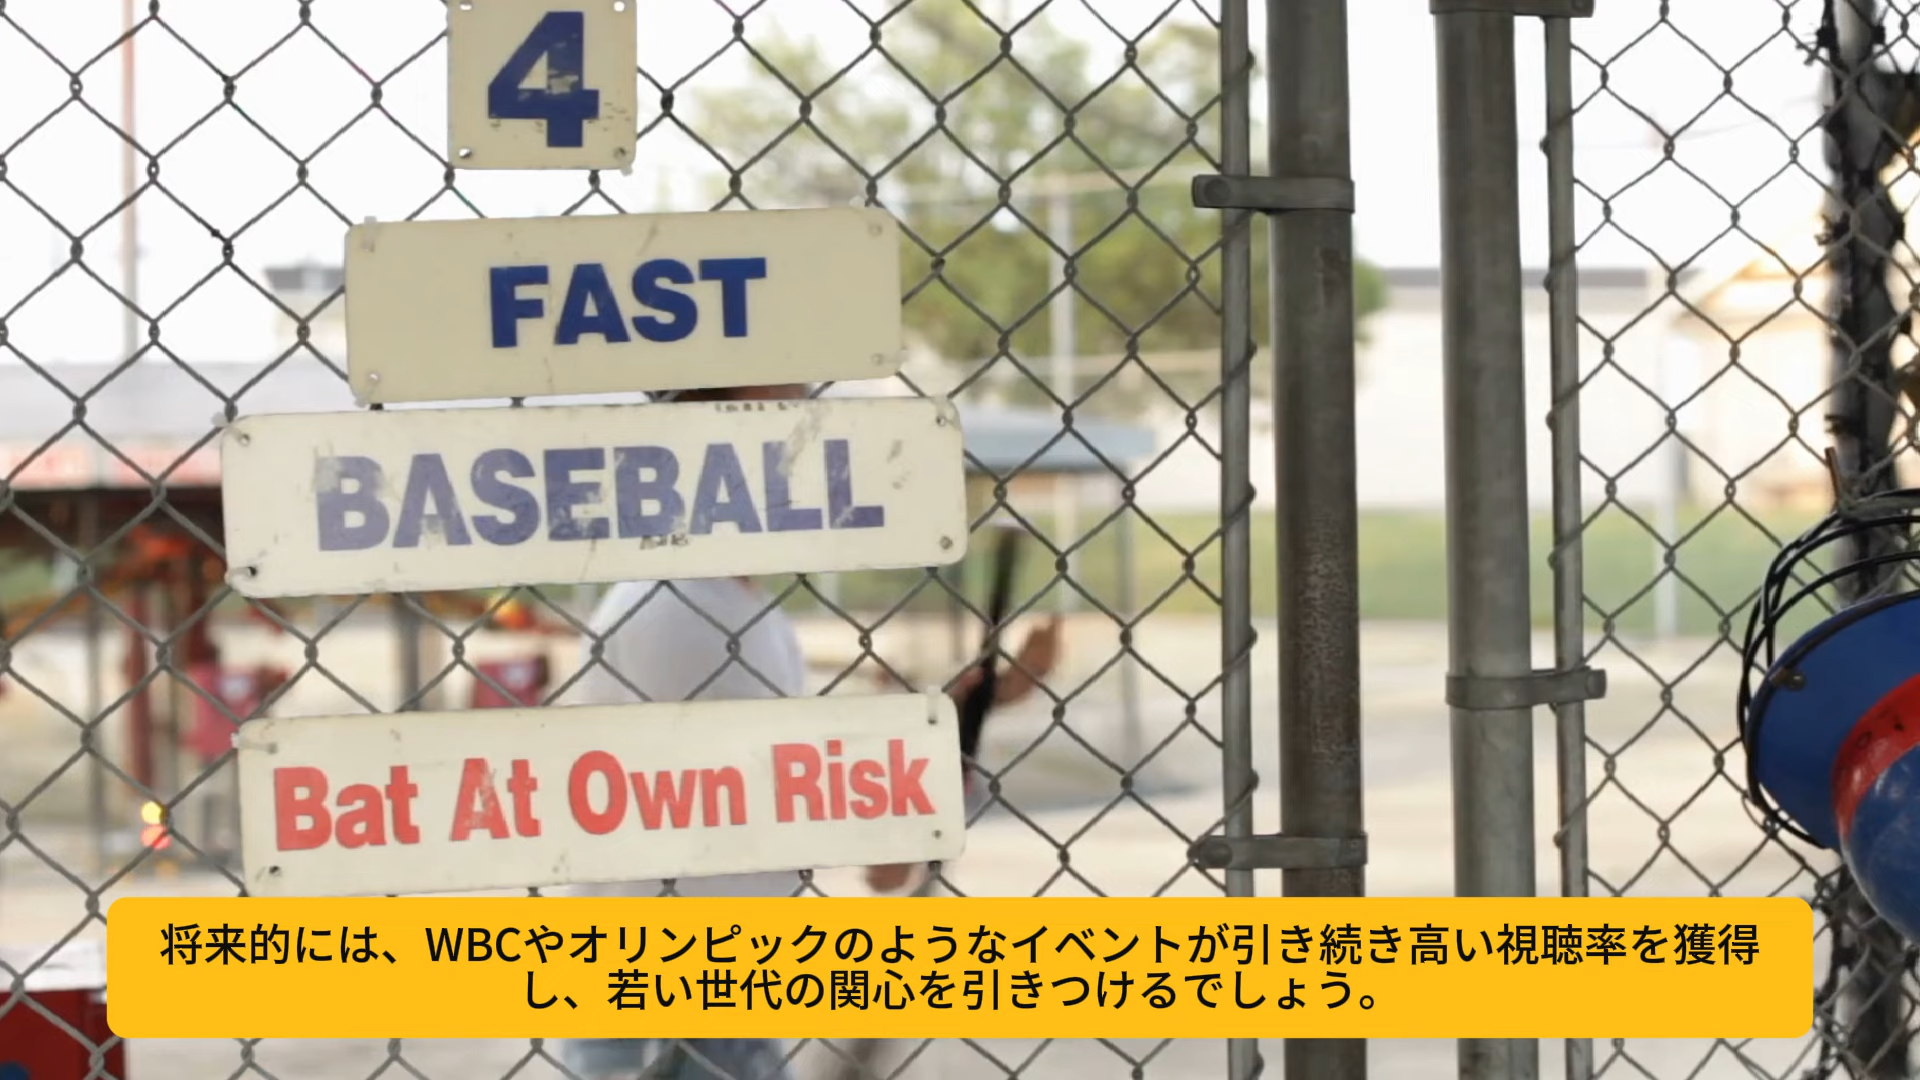 4
FAST
BASEBALL
Bat At Own Risk
将来的には、WBCやオリンピックのようなイベントが引き続き高い視聴率を獲得
し、若い世代の関心を引きつけるでしょう。